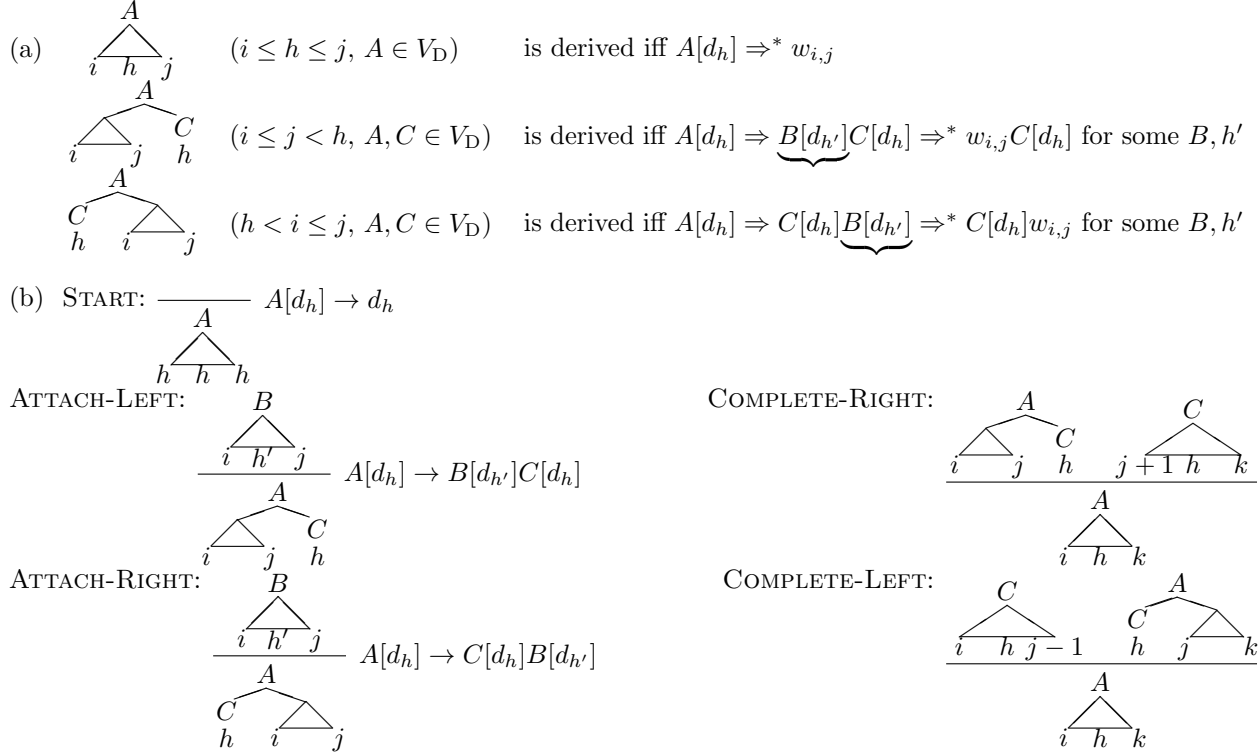 A
(a) (i ≤ h ≤ j, A ∈ V_D) is derived iff A[d_h] ⇒* w_{i,j}
i h j
A
C
(i ≤ j < h, A, C ∈ V_D) is derived iff A[d_h] ⇒ B[d_{h′}]C[d_h] ⇒* w_{i,j}C[d_h] for some B, h′
i j h
A
C
(h < i ≤ j, A, C ∈ V_D) is derived iff A[d_h] ⇒ C[d_h]B[d_{h′}] ⇒* C[d_h]w_{i,j} for some B, h′
h i j
(b) START: A[d_h] → d_h
A
h h h
ATTACH-LEFT:
B
i h′ j
A[d_h] → B[d_{h′}]C[d_h]
A
C
i j h
COMPLETE-RIGHT:
A C
C
i j h j + 1 h k
A
i h k
ATTACH-RIGHT:
B
i h′ j
A[d_h] → C[d_h]B[d_{h′}]
A
C
h i j
COMPLETE-LEFT:
C A
C
i h j − 1 h j k
A
i h k